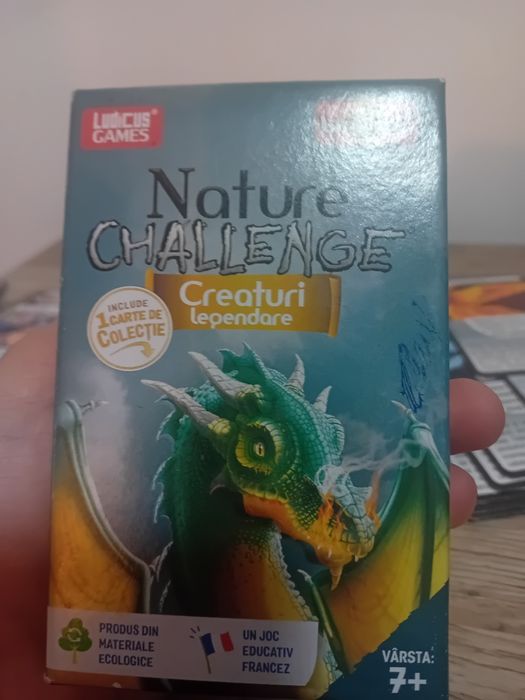 LUDICUS
GAMES
Nature
CHALLENGE
Creaturi
legendare
INCLUDE
1 CARTE DE
COLECȚIE
PRODUS DIN
MATERIALE
ECOLOGICE
UN JOC
EDUCATIV
FRANCEZ
VÂRSTA:
7+